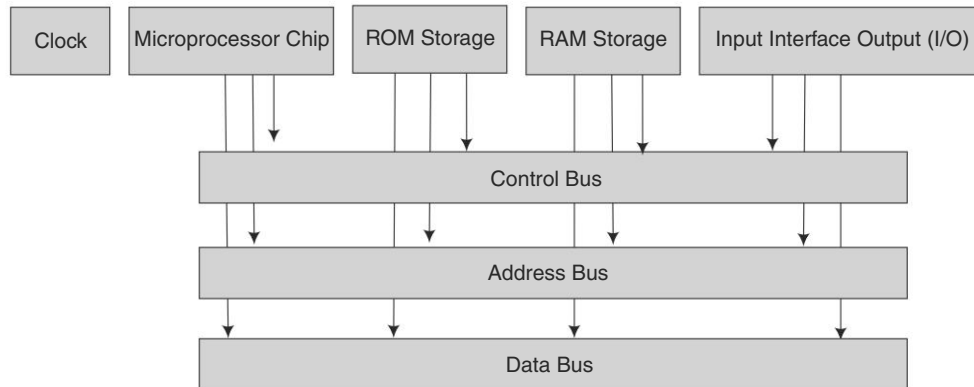 Clock
Microprocessor Chip
ROM Storage
RAM Storage
Input Interface Output (I/O)
Control Bus
Address Bus
Data Bus